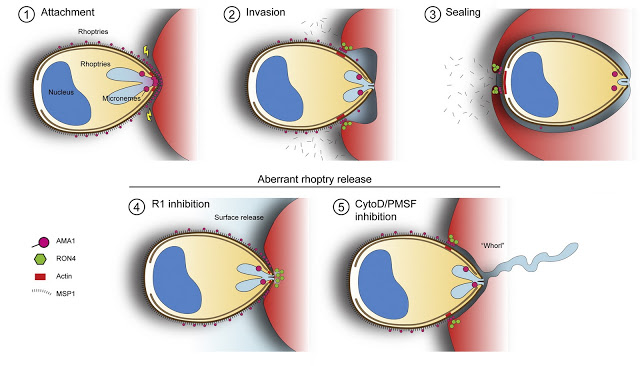 1 Attachment
Rhoptries
Rhoptries
Nucleus
Micronemes
2 Invasion
3 Sealing
Aberrant rhoptry release
4 R1 inhibition
Surface release
5 CytoD/PMSF
inhibition
"Whorl"
AMA1
RON4
Actin
MSP1